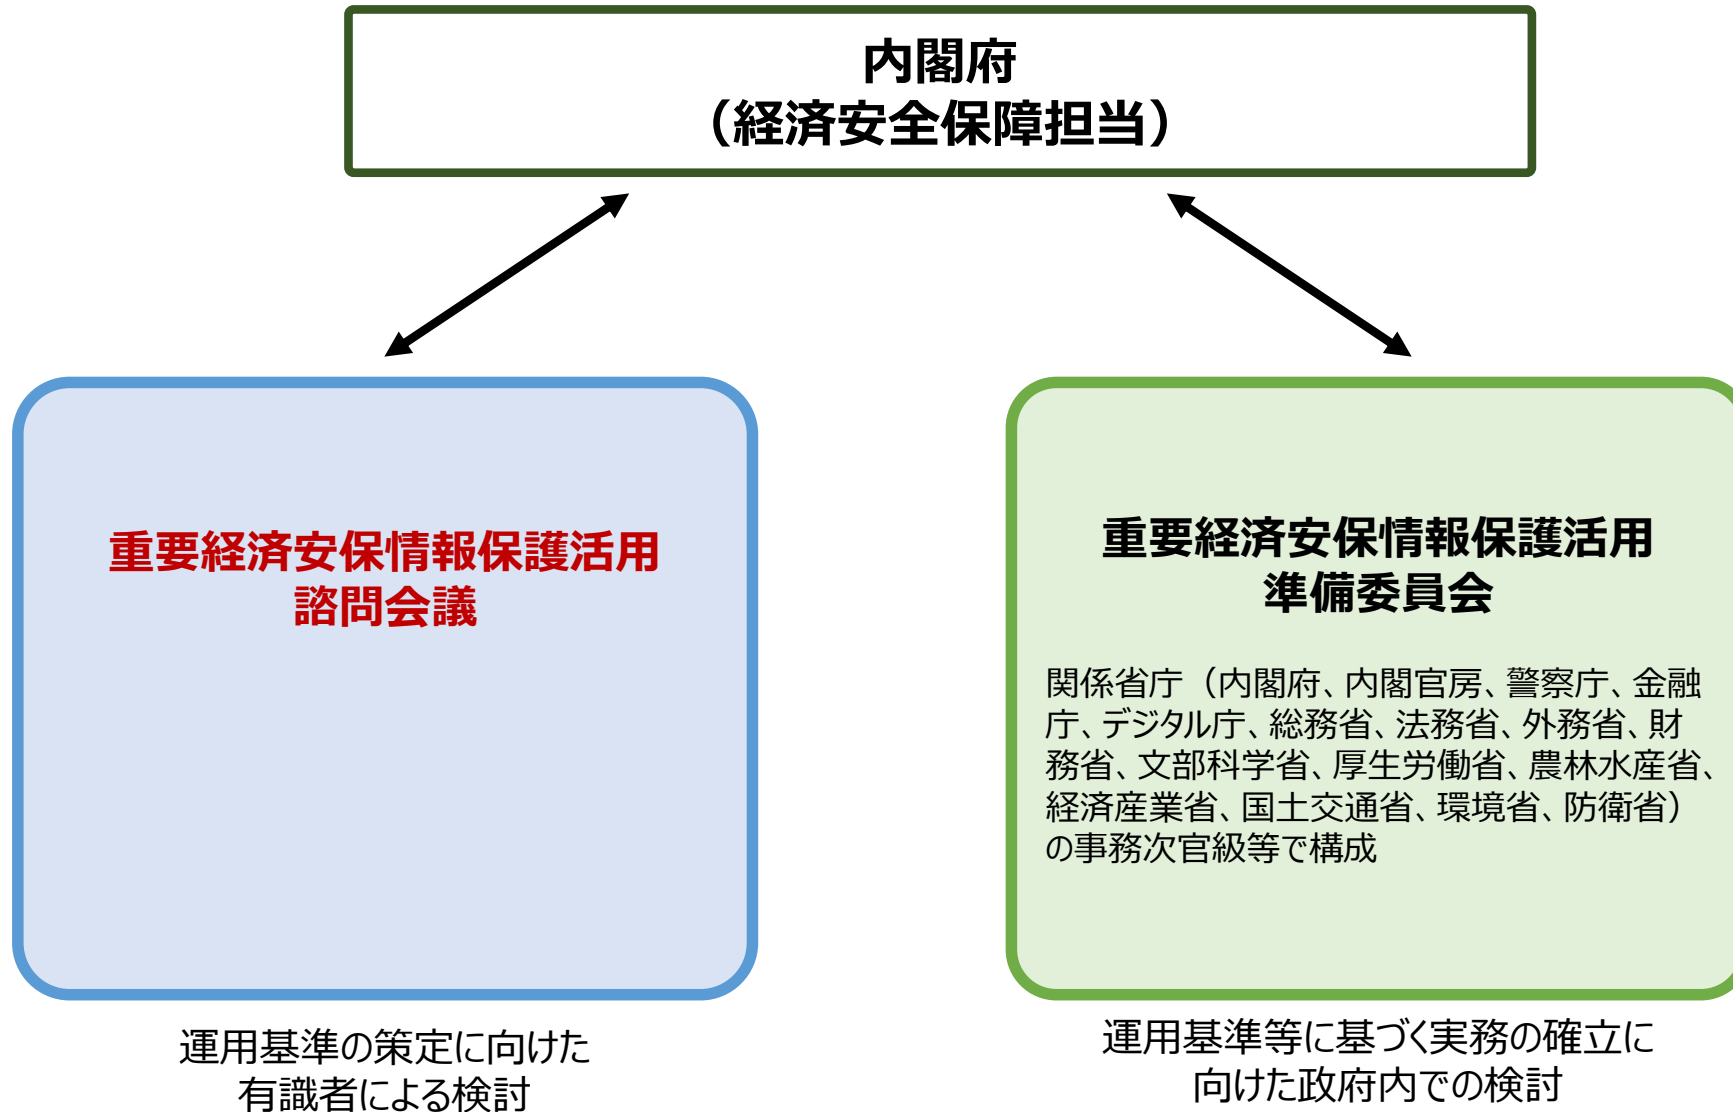 内閣府
（経済安全保障担当）
重要経済安保情報保護活用
諮問会議
運用基準の策定に向けた
有識者による検討
重要経済安保情報保護活用
準備委員会
関係省庁（内閣府、内閣官房、警察庁、金融
庁、デジタル庁、総務省、法務省、外務省、財
務省、文部科学省、厚生労働省、農林水産省、
経済産業省、国土交通省、環境省、防衛省）
の事務次官級等で構成
運用基準等に基づく実務の確立に
向けた政府内での検討